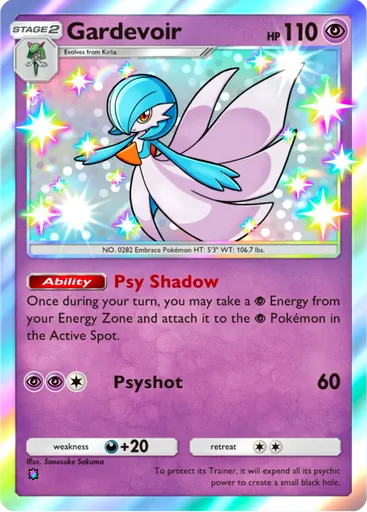 STAGE2
Gardevoir
HP 110
Evolves from Kirlia
NO. 0282 Embrace Pokémon HT: 5'3" WT: 106.7 lbs.
Ability Psy Shadow
Once during your turn, you may take a Energy from
your Energy Zone and attach it to the Pokémon in
the Active Spot.
Psyshot 60
weakness +20 retreat
Illus. Sanosuke Sakuma
To protect its Trainer, it will expend all its psychic
power to create a small black hole.